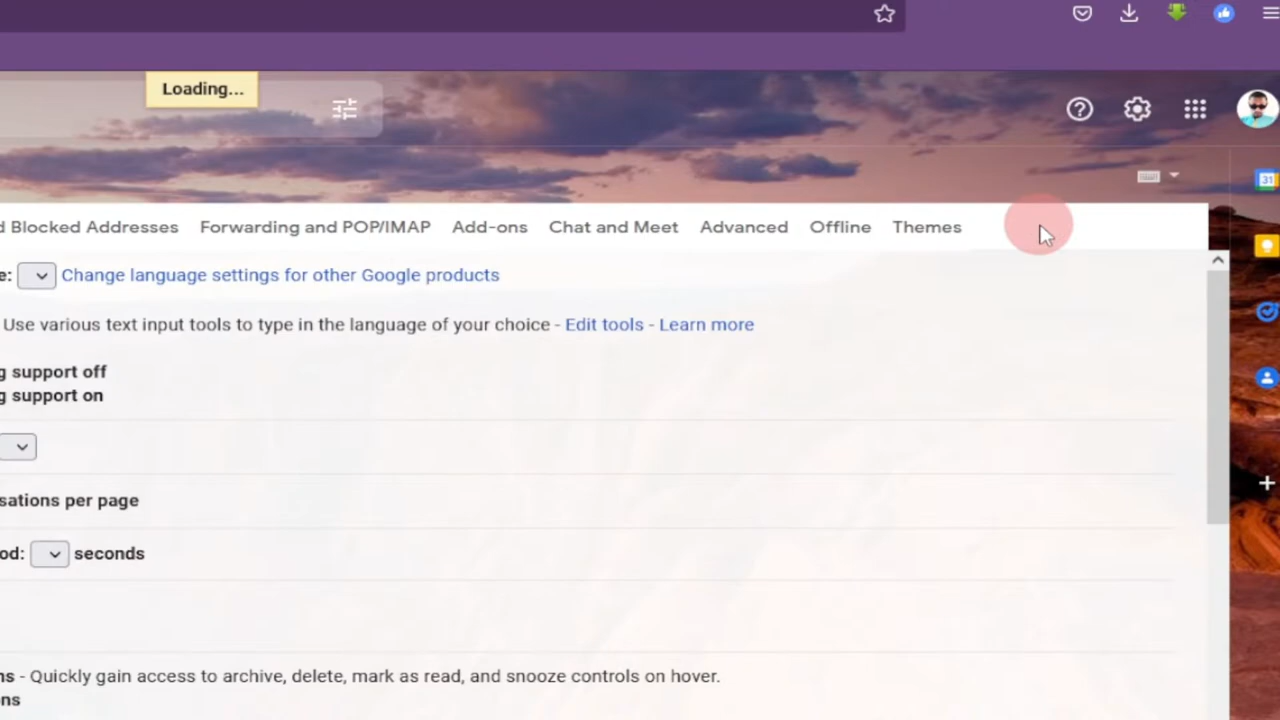 Loading...
d Blocked Addresses Forwarding and POP/IMAP Add-ons Chat and Meet Advanced Offline Themes
e: Change language settings for other Google products
Use various text input tools to type in the language of your choice - Edit tools - Learn more
g support off
g support on
sations per page
od: seconds
ns - Quickly gain access to archive, delete, mark as read, and snooze controls on hover.
ons
31